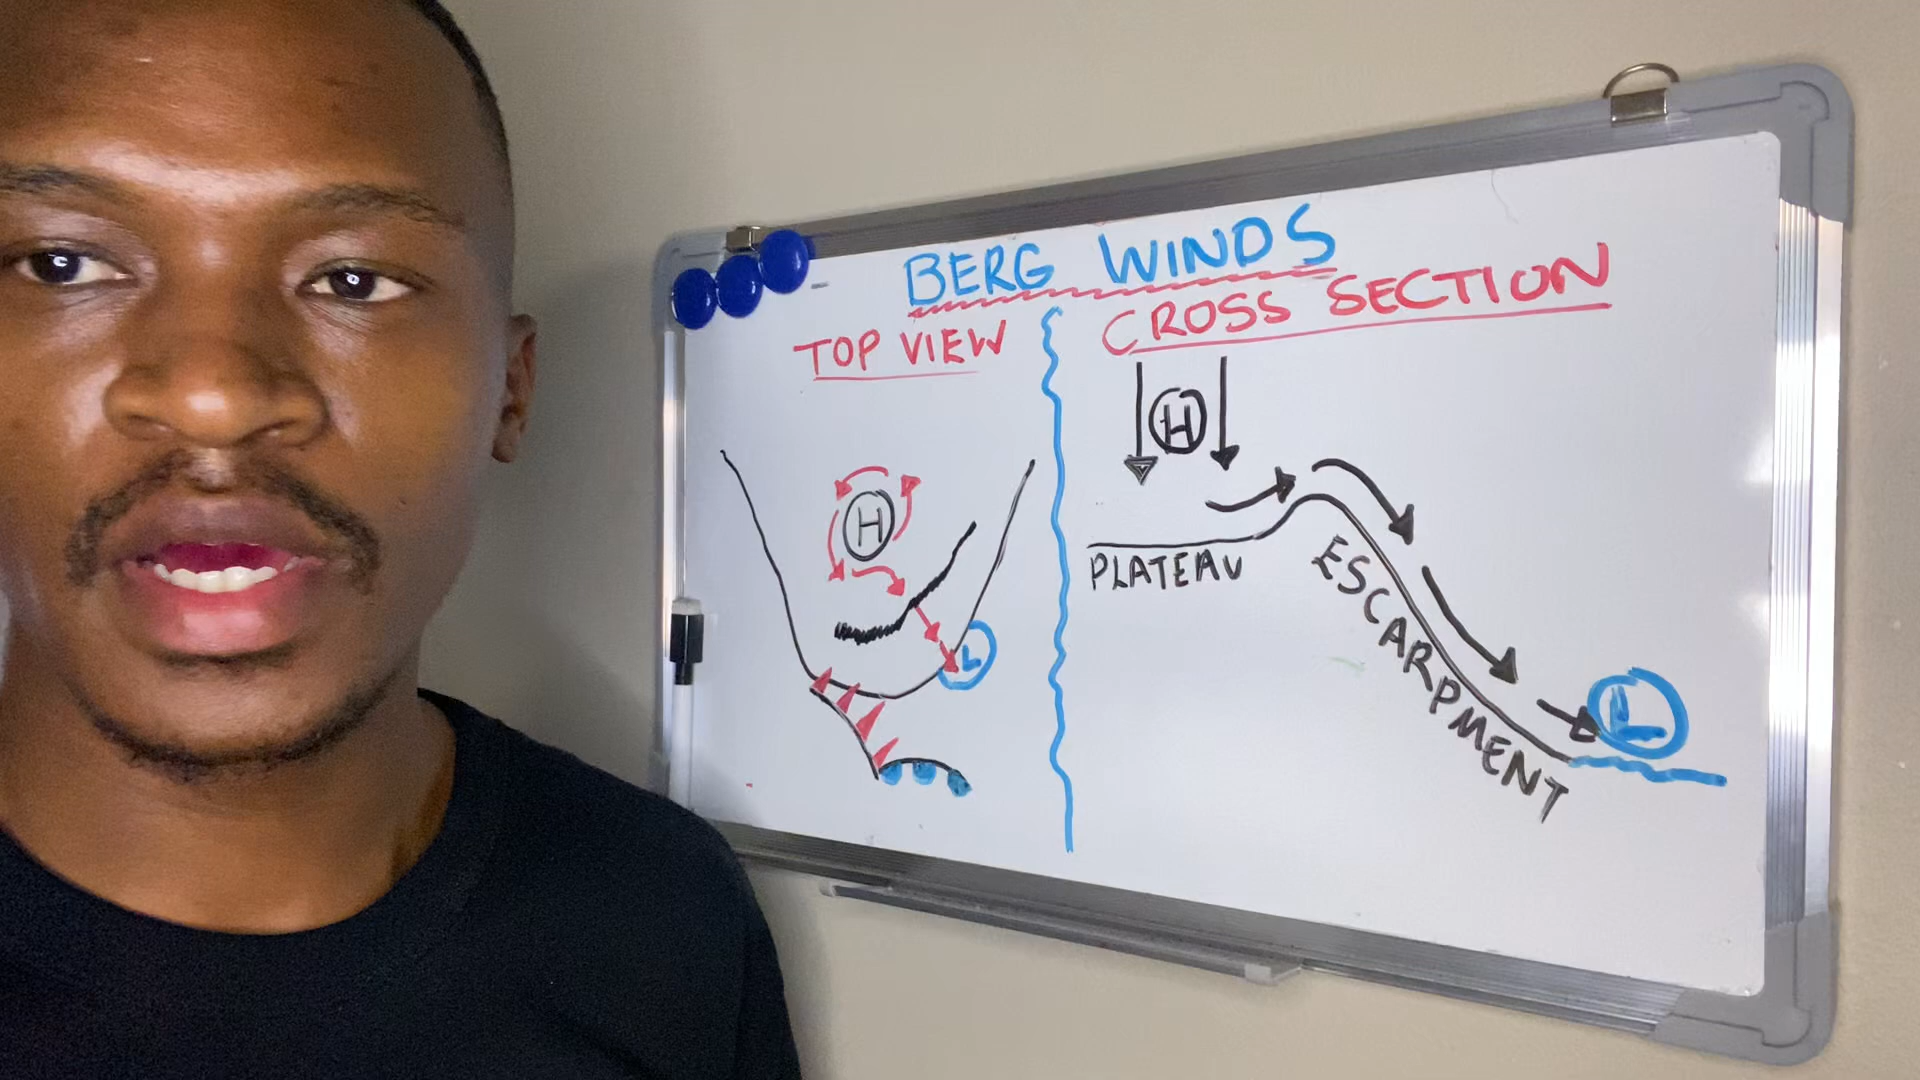 BERG WINDS
TOP VIEW
H
L
CROSS SECTION
H
PLATEAU
ESCARPMENT
L